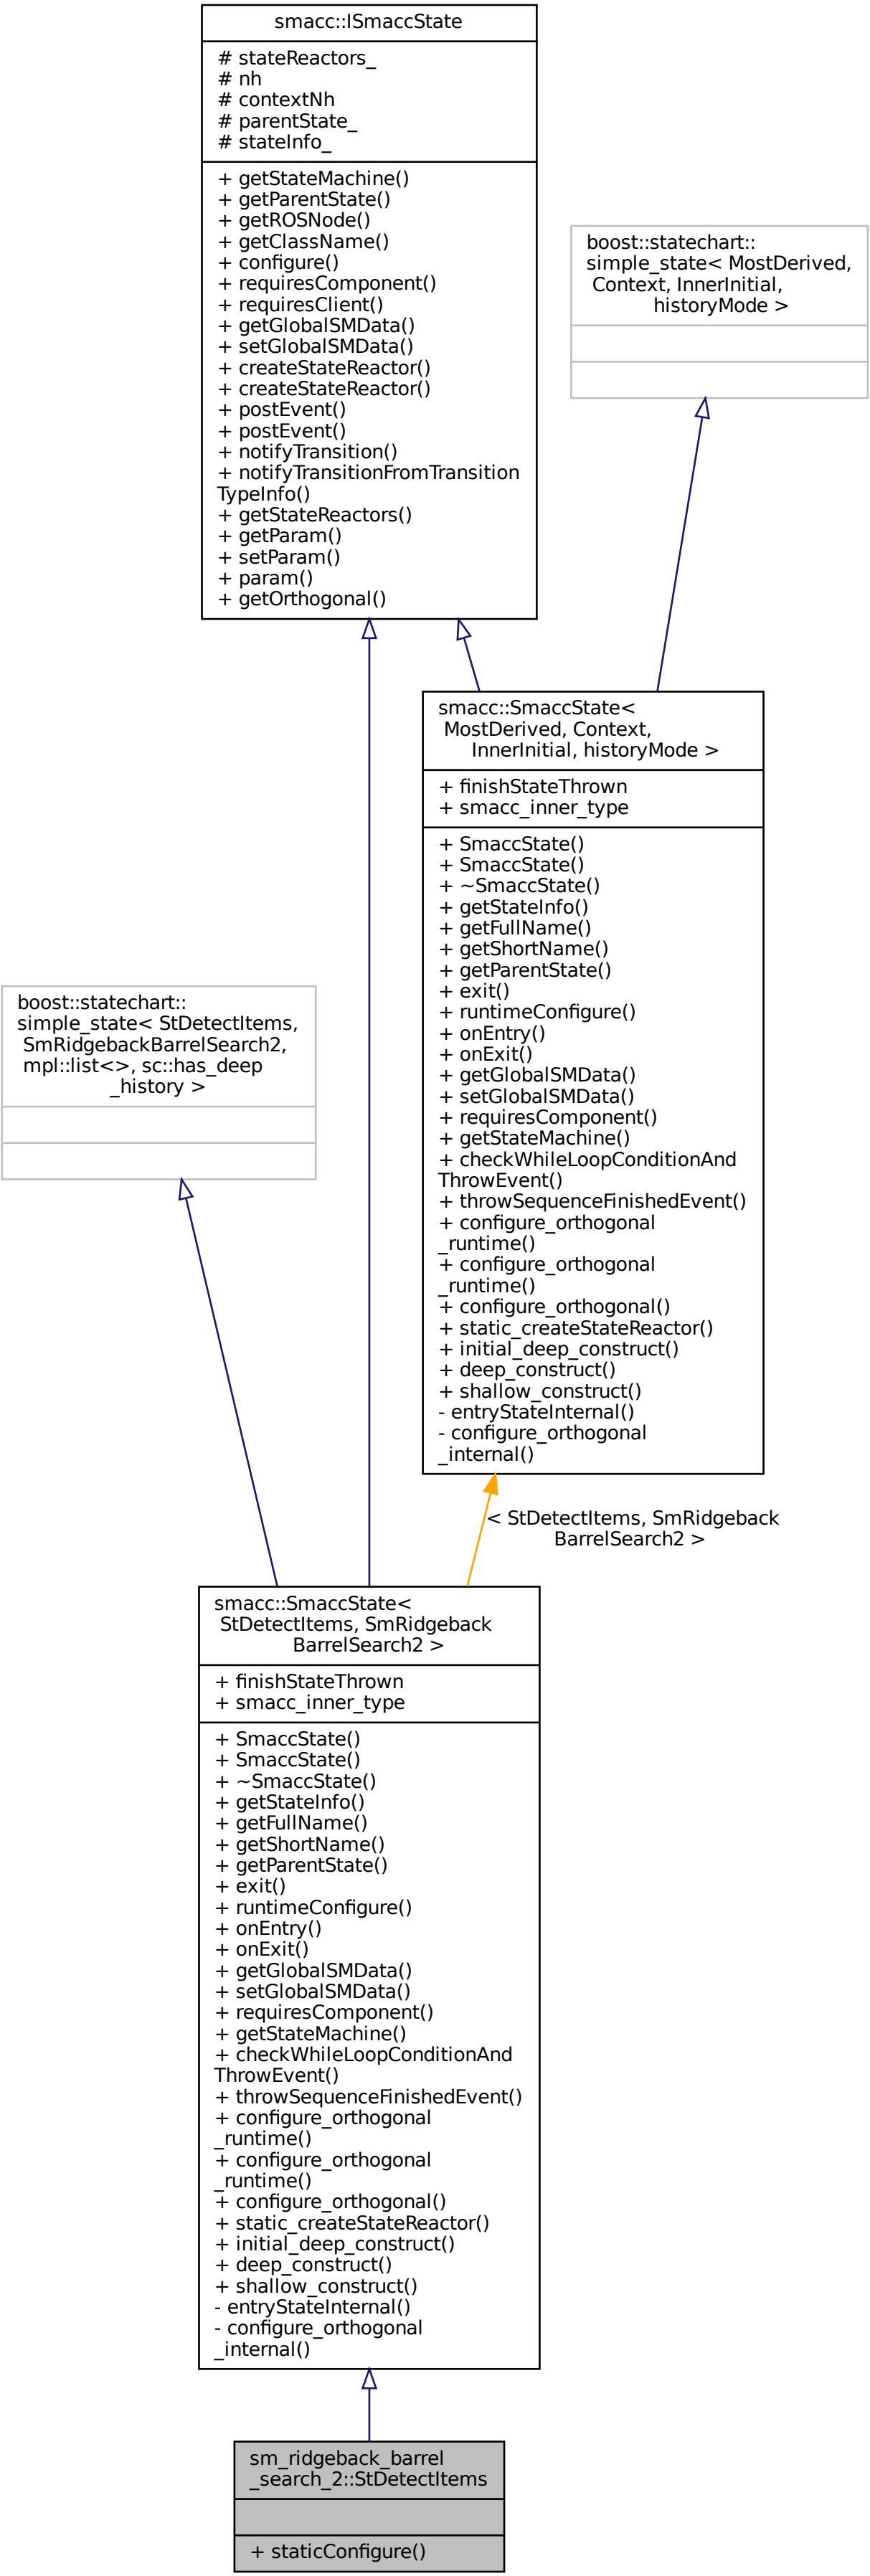 smacc::ISmaccState
# stateReactors_
# nh
# contextNh
# parentState_
# stateInfo_
+ getStateMachine()
+ getParentState()
+ getROSNode()
+ getClassName()
+ configure()
+ requiresComponent()
+ requiresClient()
+ getGlobalSMData()
+ setGlobalSMData()
+ createStateReactor()
+ createStateReactor()
+ postEvent()
+ postEvent()
+ notifyTransition()
+ notifyTransitionFromTransition
TypeInfo()
+ getStateReactors()
+ getParam()
+ setParam()
+ param()
+ getOrthogonal()
boost::statechart::
simple_state< MostDerived,
Context, InnerInitial,
historyMode >
smacc::SmaccState<
MostDerived, Context,
InnerInitial, historyMode >
+ finishStateThrown
+ smacc_inner_type
+ SmaccState()
+ SmaccState()
+ ~SmaccState()
+ getStateInfo()
+ getFullName()
+ getShortName()
+ getParentState()
+ exit()
+ runtimeConfigure()
+ onEntry()
+ onExit()
+ getGlobalSMData()
+ setGlobalSMData()
+ requiresComponent()
+ getStateMachine()
+ checkWhileLoopConditionAnd
ThrowEvent()
+ throwSequenceFinishedEvent()
+ configure_orthogonal
_runtime()
+ configure_orthogonal
_runtime()
+ configure_orthogonal()
+ static_createStateReactor()
+ initial_deep_construct()
+ deep_construct()
+ shallow_construct()
- entryStateInternal()
- configure_orthogonal
_internal()
boost::statechart::
simple_state< StDetectItems,
SmRidgebackBarrelSearch2,
mpl::list<>, sc::has_deep
_history >
< StDetectItems, SmRidgeback
BarrelSearch2 >
smacc::SmaccState<
StDetectItems, SmRidgeback
BarrelSearch2 >
+ finishStateThrown
+ smacc_inner_type
+ SmaccState()
+ SmaccState()
+ ~SmaccState()
+ getStateInfo()
+ getFullName()
+ getShortName()
+ getParentState()
+ exit()
+ runtimeConfigure()
+ onEntry()
+ onExit()
+ getGlobalSMData()
+ setGlobalSMData()
+ requiresComponent()
+ getStateMachine()
+ checkWhileLoopConditionAnd
ThrowEvent()
+ throwSequenceFinishedEvent()
+ configure_orthogonal
_runtime()
+ configure_orthogonal
_runtime()
+ configure_orthogonal()
+ static_createStateReactor()
+ initial_deep_construct()
+ deep_construct()
+ shallow_construct()
- entryStateInternal()
- configure_orthogonal
_internal()
sm_ridgeback_barrel
_search_2::StDetectItems
+ staticConfigure()